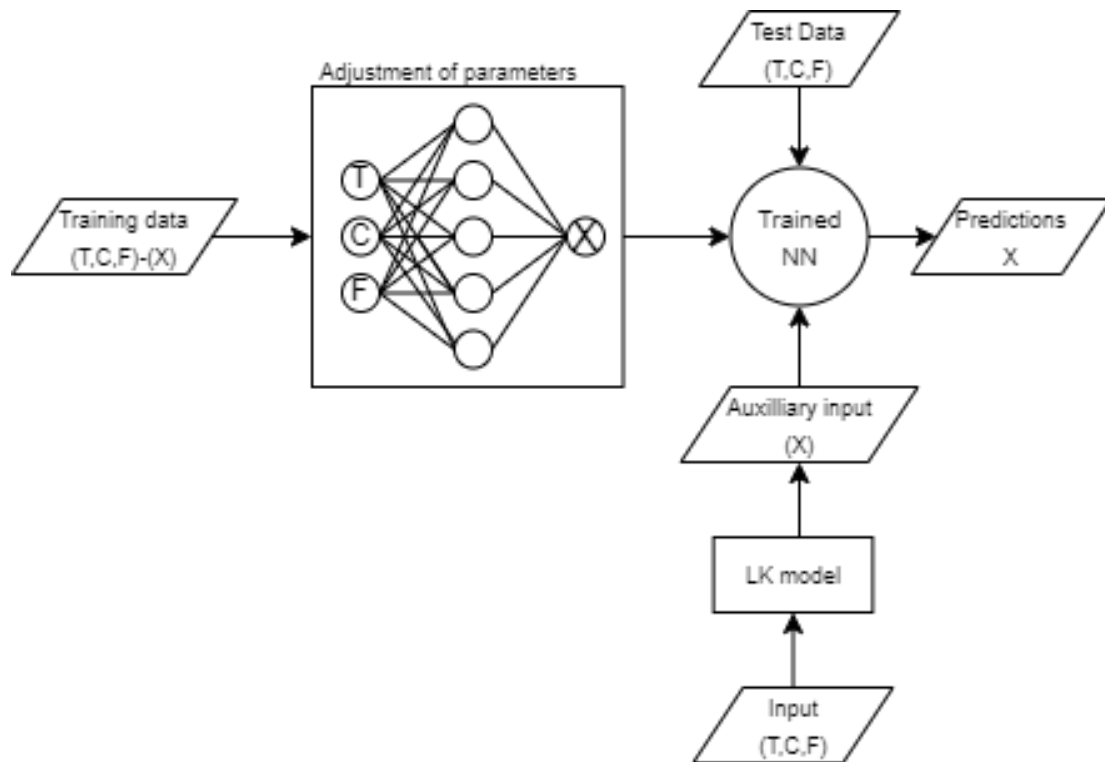 Test Data
(T,C,F)
Adjustment of parameters
T
C
F
X
Training data
(T,C,F)-(X)
Trained
NN
Predictions
X
Auxilliary input
(X)
LK model
Input
(T,C,F)